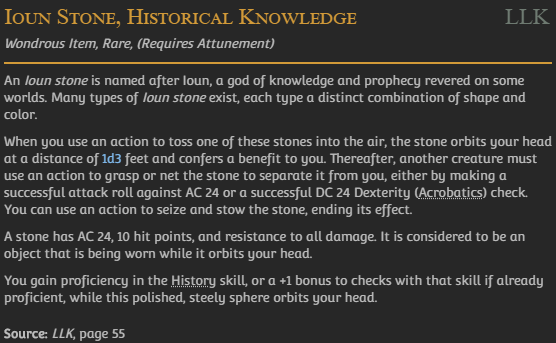 Ioun Stone, Historical Knowledge LLK
Wondrous Item, Rare, (Requires Attunement)
An Ioun stone is named after Ioun, a god of knowledge and prophecy revered on some
worlds. Many types of Ioun stone exist, each type a distinct combination of shape and
color.
When you use an action to toss one of these stones into the air, the stone orbits your head
at a distance of 1d3 feet and confers a benefit to you. Thereafter, another creature must
use an action to grasp or net the stone to separate it from you, either by making a
successful attack roll against AC 24 or a successful DC 24 Dexterity (Acrobatics) check.
You can use an action to seize and stow the stone, ending its effect.
A stone has AC 24, 10 hit points, and resistance to all damage. It is considered to be an
object that is being worn while it orbits your head.
You gain proficiency in the History skill, or a +1 bonus to checks with that skill if already
proficient, while this polished, steely sphere orbits your head.
Source: LLK, page 55